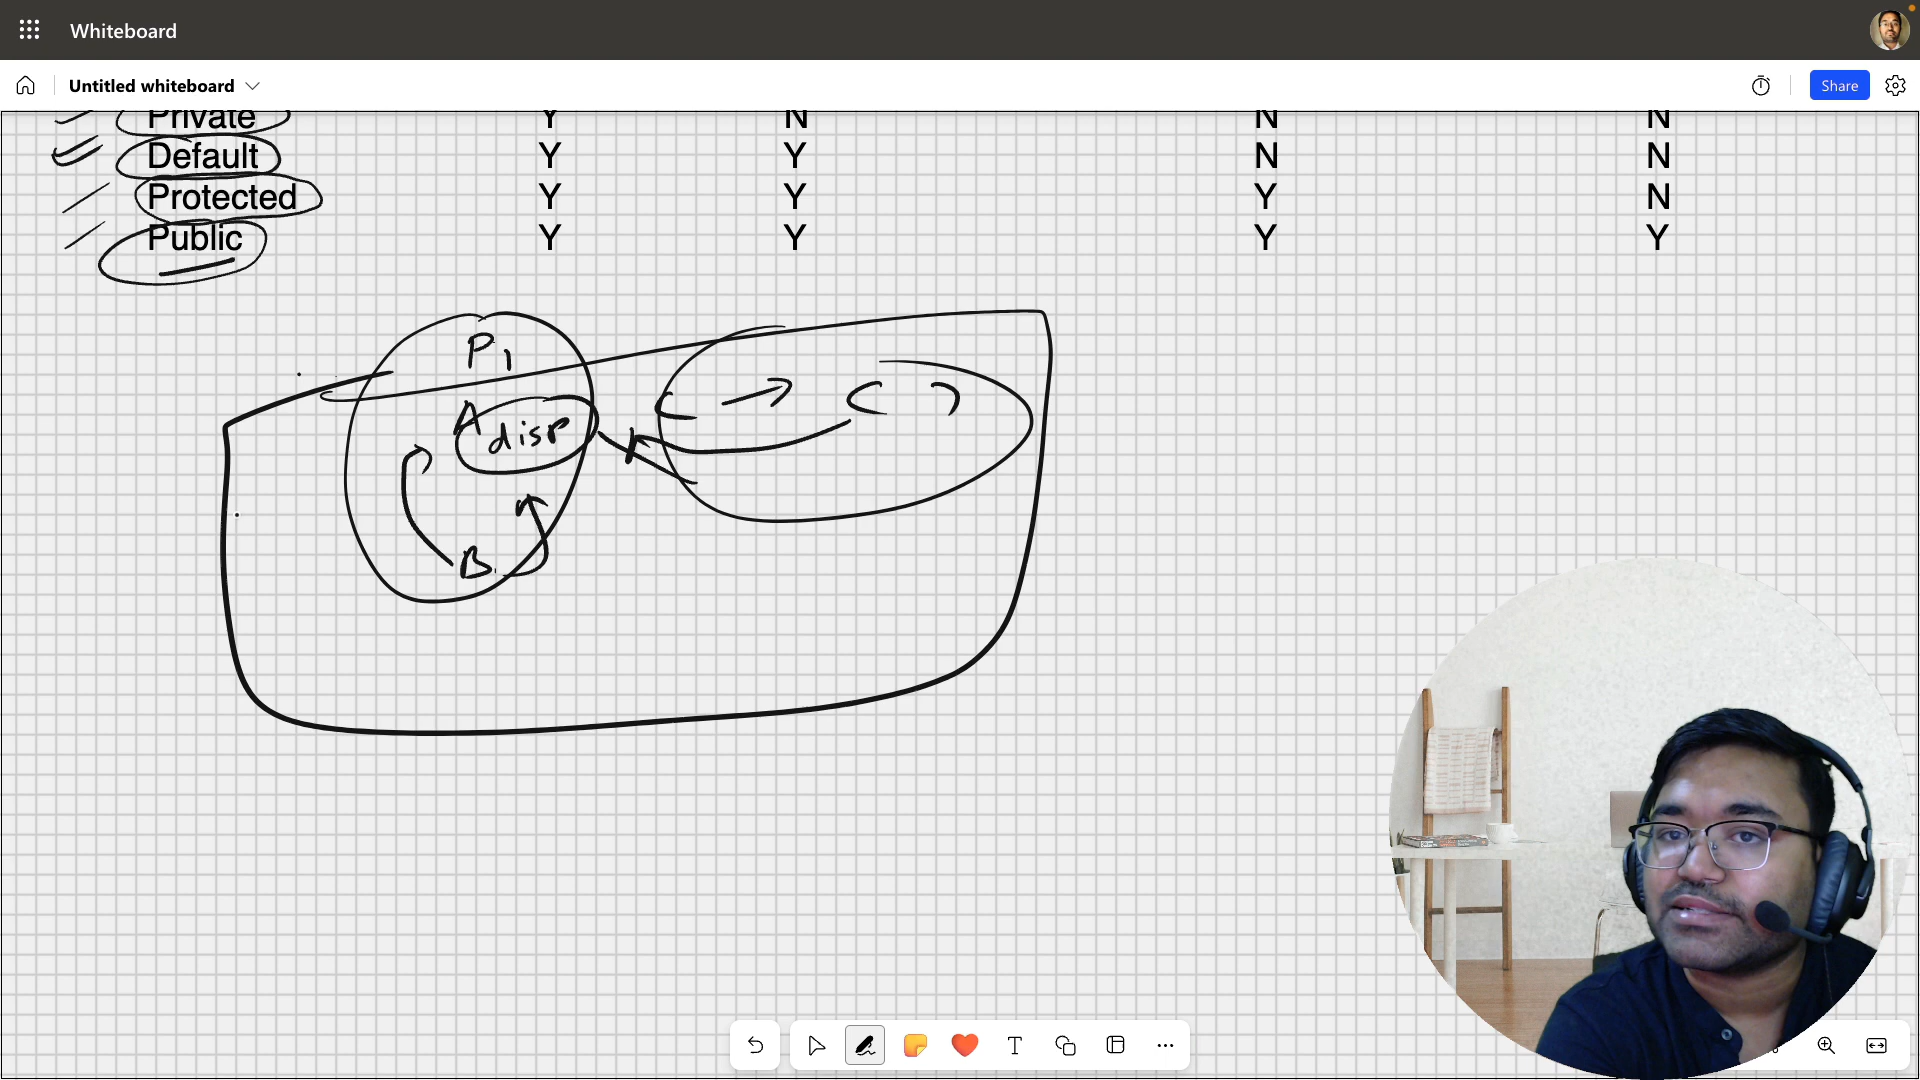 Whiteboard
Untitled whiteboard
Share
Private Y N N N
Default Y Y N N
Protected Y Y Y N
Public Y Y Y Y
P1
A disp
B
T